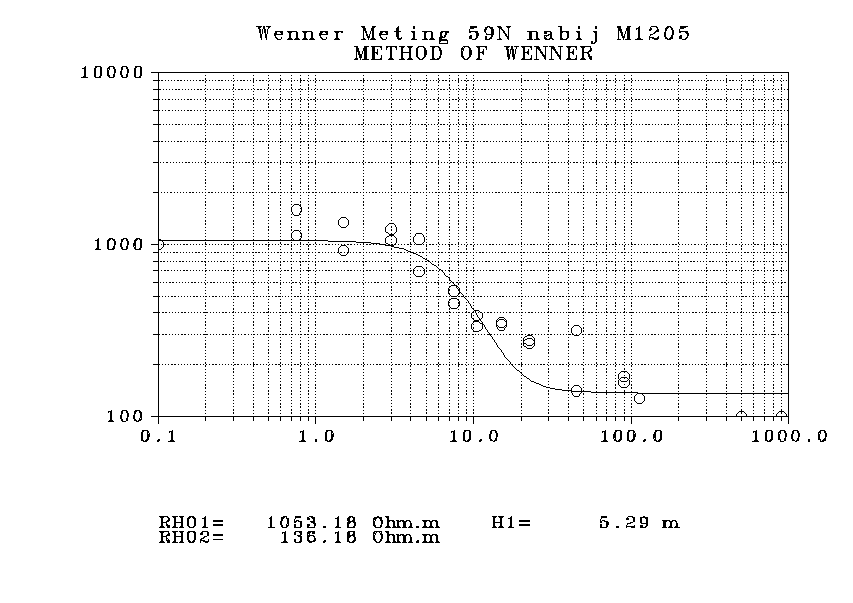 Wenner Meting 59N nabij M1205
METHOD OF WENNER
10000
1000
100
0.1 1.0 10.0 100.0 1000.0
RHO1= 1053.18 Ohm.m H1= 5.29 m
RHO2= 136.18 Ohm.m